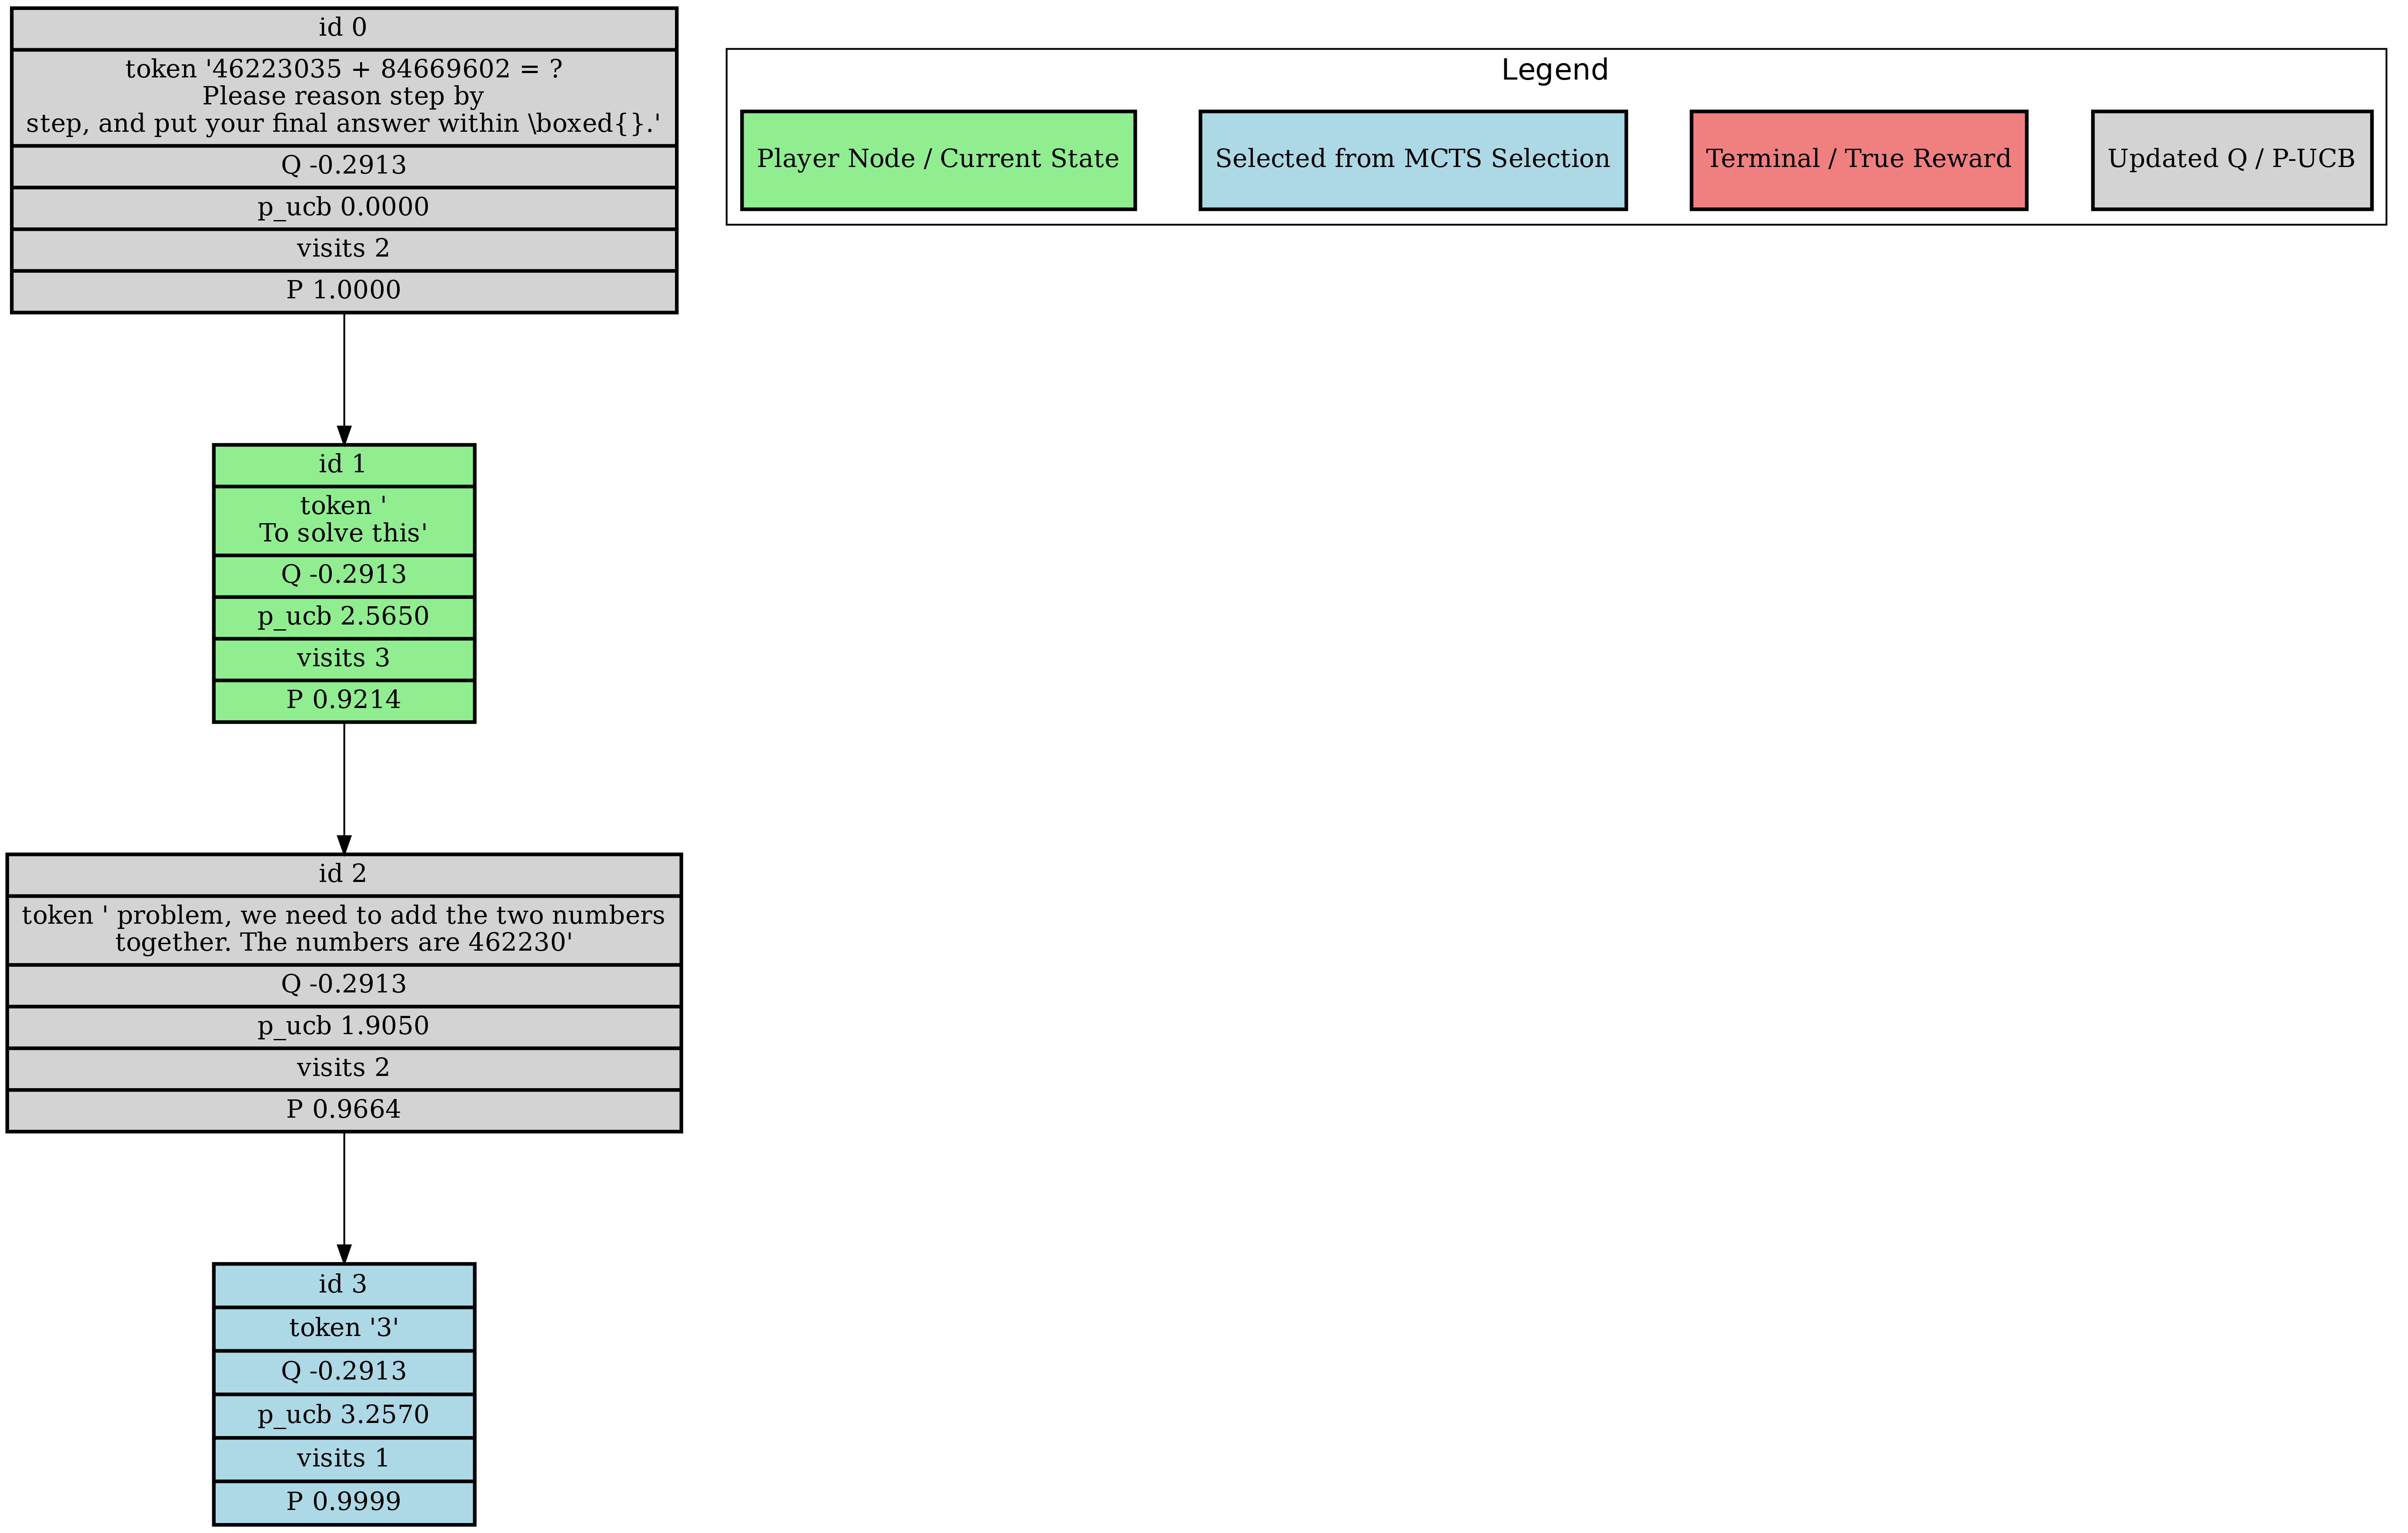 id 0
token '46223035 + 84669602 = ?
Please reason step by
step, and put your final answer within \boxed{}.'
Q -0.2913
p_ucb 0.0000
visits 2
P 1.0000
Legend
Player Node / Current State
Selected from MCTS Selection
Terminal / True Reward
Updated Q / P-UCB
id 1
token '
To solve this'
Q -0.2913
p_ucb 2.5650
visits 3
P 0.9214
id 2
token ' problem, we need to add the two numbers
together. The numbers are 462230'
Q -0.2913
p_ucb 1.9050
visits 2
P 0.9664
id 3
token '3'
Q -0.2913
p_ucb 3.2570
visits 1
P 0.9999